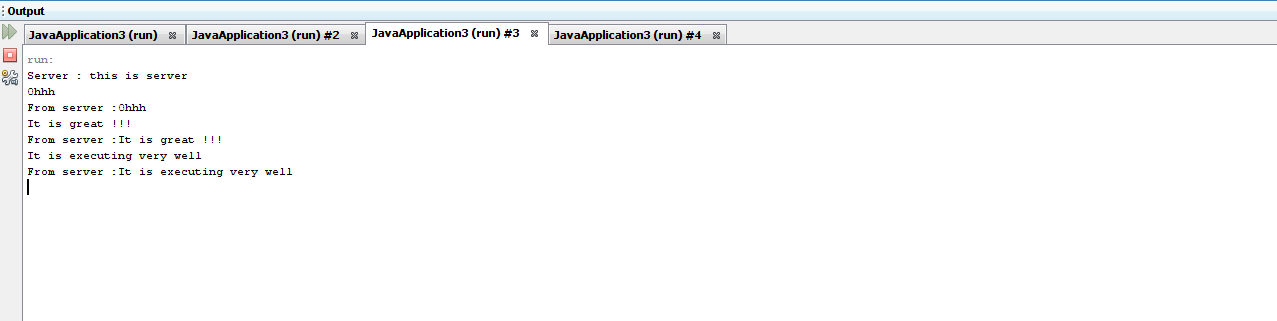 Output
JavaApplication3 (run) JavaApplication3 (run) #2 JavaApplication3 (run) #3 JavaApplication3 (run) #4
run:
Server : this is server
Ohhh
From server :Ohhh
It is great !!!
From server :It is great !!!
It is executing very well
From server :It is executing very well